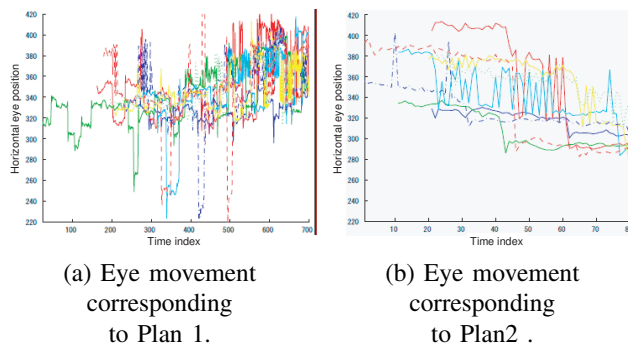 420
400
380
360
340
320
300
280
260
240
220
Horizontal eye position
100 200 300 400 500 600 700
Time index
420
400
380
360
340
320
300
280
260
240
220
Horizontal eye position
10 20 30 40 50 60 70 8
Time index
(a) Eye movement
corresponding
to Plan 1.
(b) Eye movement
corresponding
to Plan2 .